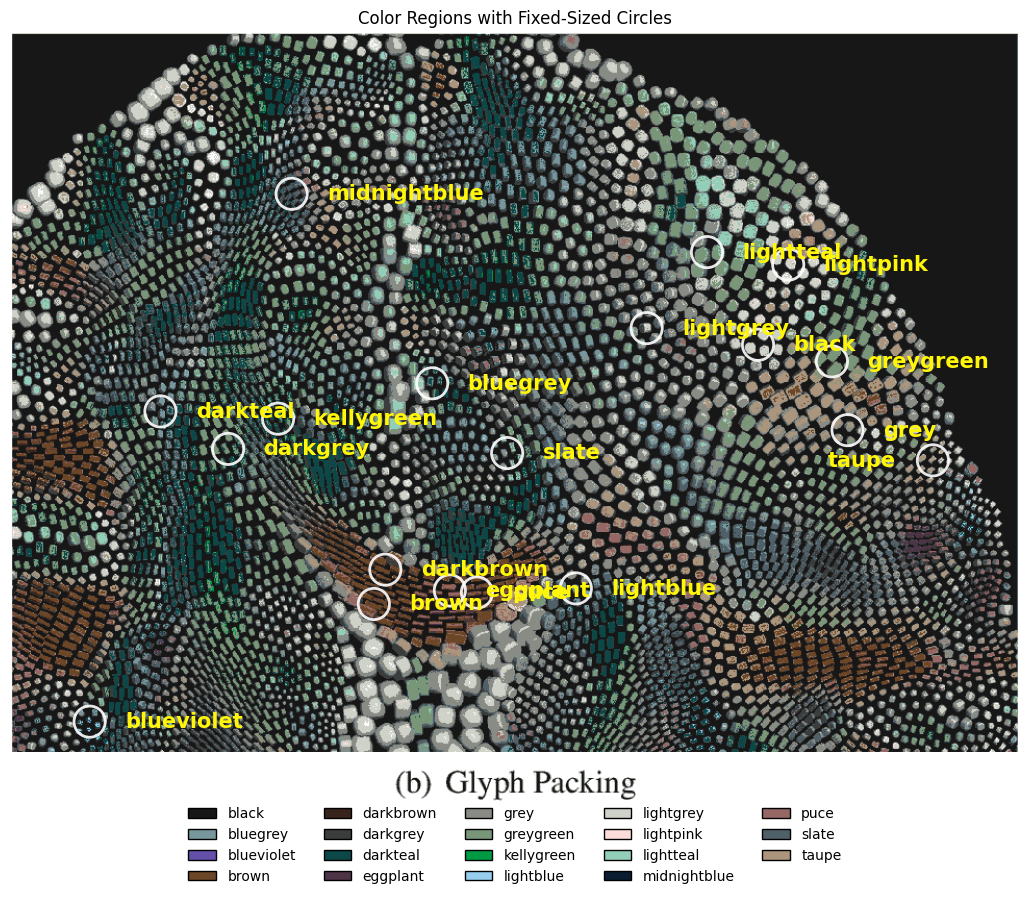 Color Regions with Fixed-Sized Circles
midnightblue
lightteal
lightpink
lightgrey
black
greygreen
bluegrey
darkteal
kellygreen
grey
darkgrey
slate
taupe
darkbrown
eggplant
puce
lightblue
brown
blueviolet
(b) Glyph Packing
black
bluegrey
blueviolet
brown
darkbrown
darkgrey
darkteal
eggplant
grey
greygreen
kellygreen
lightblue
lightgrey
lightpink
lightteal
midnightblue
puce
slate
taupe